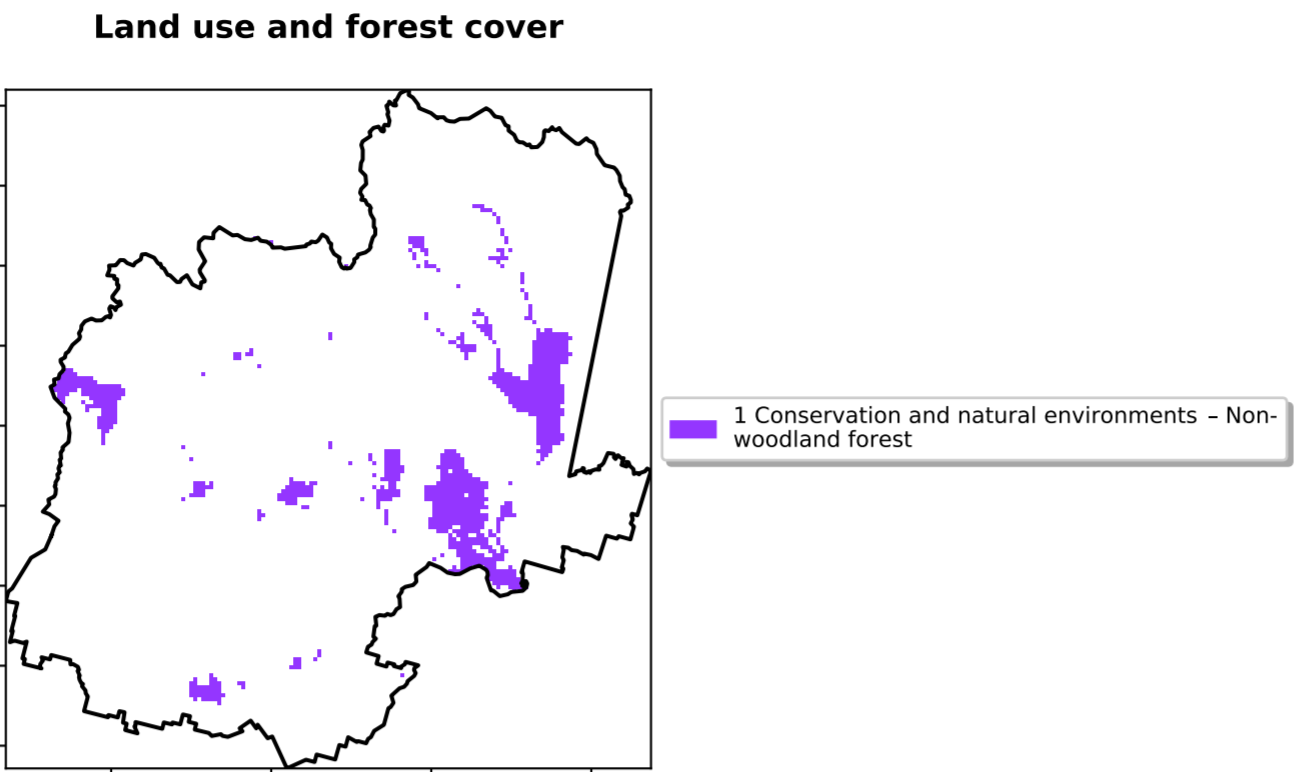 Land use and forest cover
1 Conservation and natural environments – Non-
woodland forest